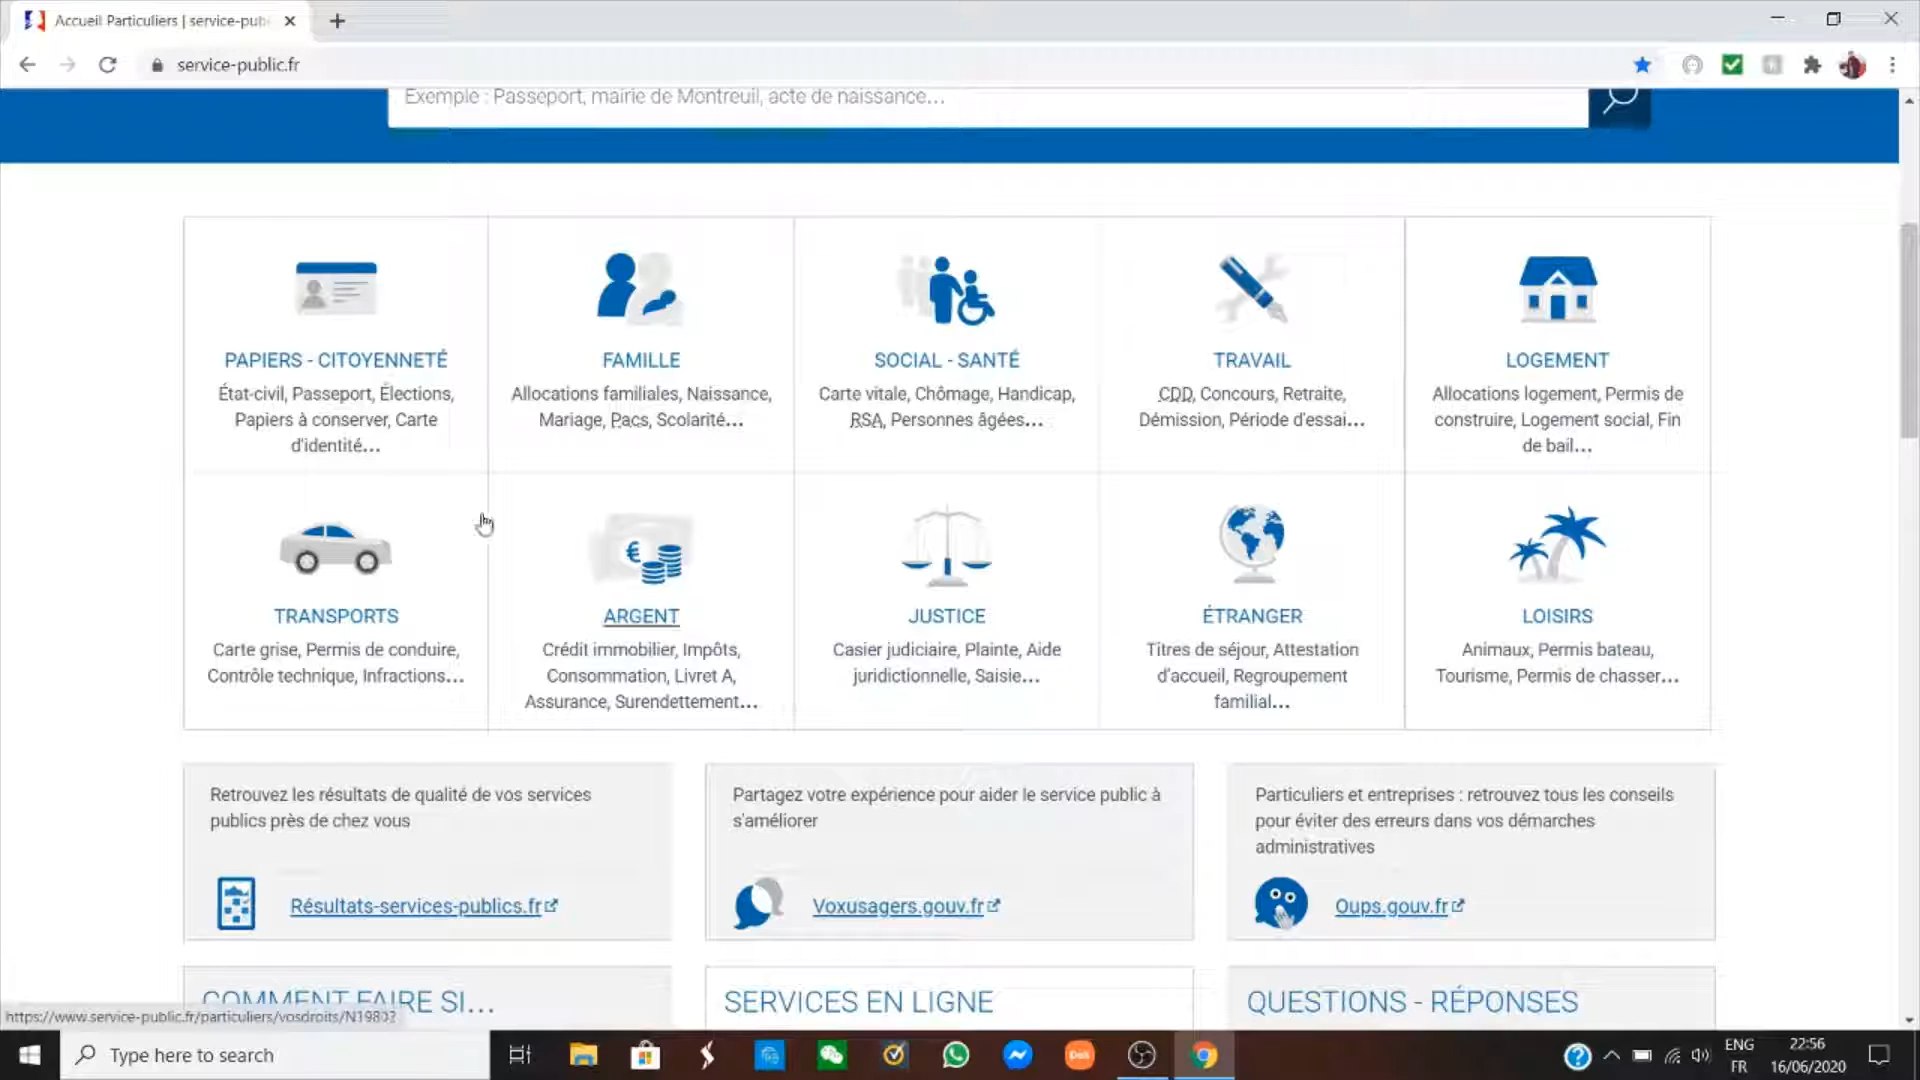 Accueil Particuliers | service-pub
service-public.fr
Exemple : Passeport, mairie de Montreuil, acte de naissance...
PAPIERS - CITOYENNETÉ
État-civil, Passeport, Élections,
Papiers à conserver, Carte
d'identité...
FAMILLE
Allocations familiales, Naissance,
Mariage, Pacs, Scolarité...
SOCIAL - SANTÉ
Carte vitale, Chômage, Handicap,
RSA, Personnes âgées...
TRAVAIL
CDD, Concours, Retraite,
Démission, Période d'essai...
LOGEMENT
Allocations logement, Permis de
construire, Logement social, Fin
de bail...
TRANSPORTS
Carte grise, Permis de conduire,
Contrôle technique, Infractions...
ARGENT
Crédit immobilier, Impôts,
Consommation, Livret A,
Assurance, Surendettement...
JUSTICE
Casier judiciaire, Plainte, Aide
juridictionnelle, Saisie...
ÉTRANGER
Titres de séjour, Attestation
d'accueil, Regroupement
familial...
LOISIRS
Animaux, Permis bateau,
Tourisme, Permis de chasser...
Retrouvez les résultats de qualité de vos services
publics près de chez vous
Résultats-services-publics.fr
Partagez votre expérience pour aider le service public à
s'améliorer
Voxusagers.gouv.fr
Particuliers et entreprises : retrouvez tous les conseils
pour éviter des erreurs dans vos démarches
administratives
Oups.gouv.fr
COMMENT FAIRE SI...
SERVICES EN LIGNE
QUESTIONS - RÉPONSES
https://www.service-public.fr/particuliers/vosdroits/N19802
Type here to search
ENG
FR
22:56
16/06/2020